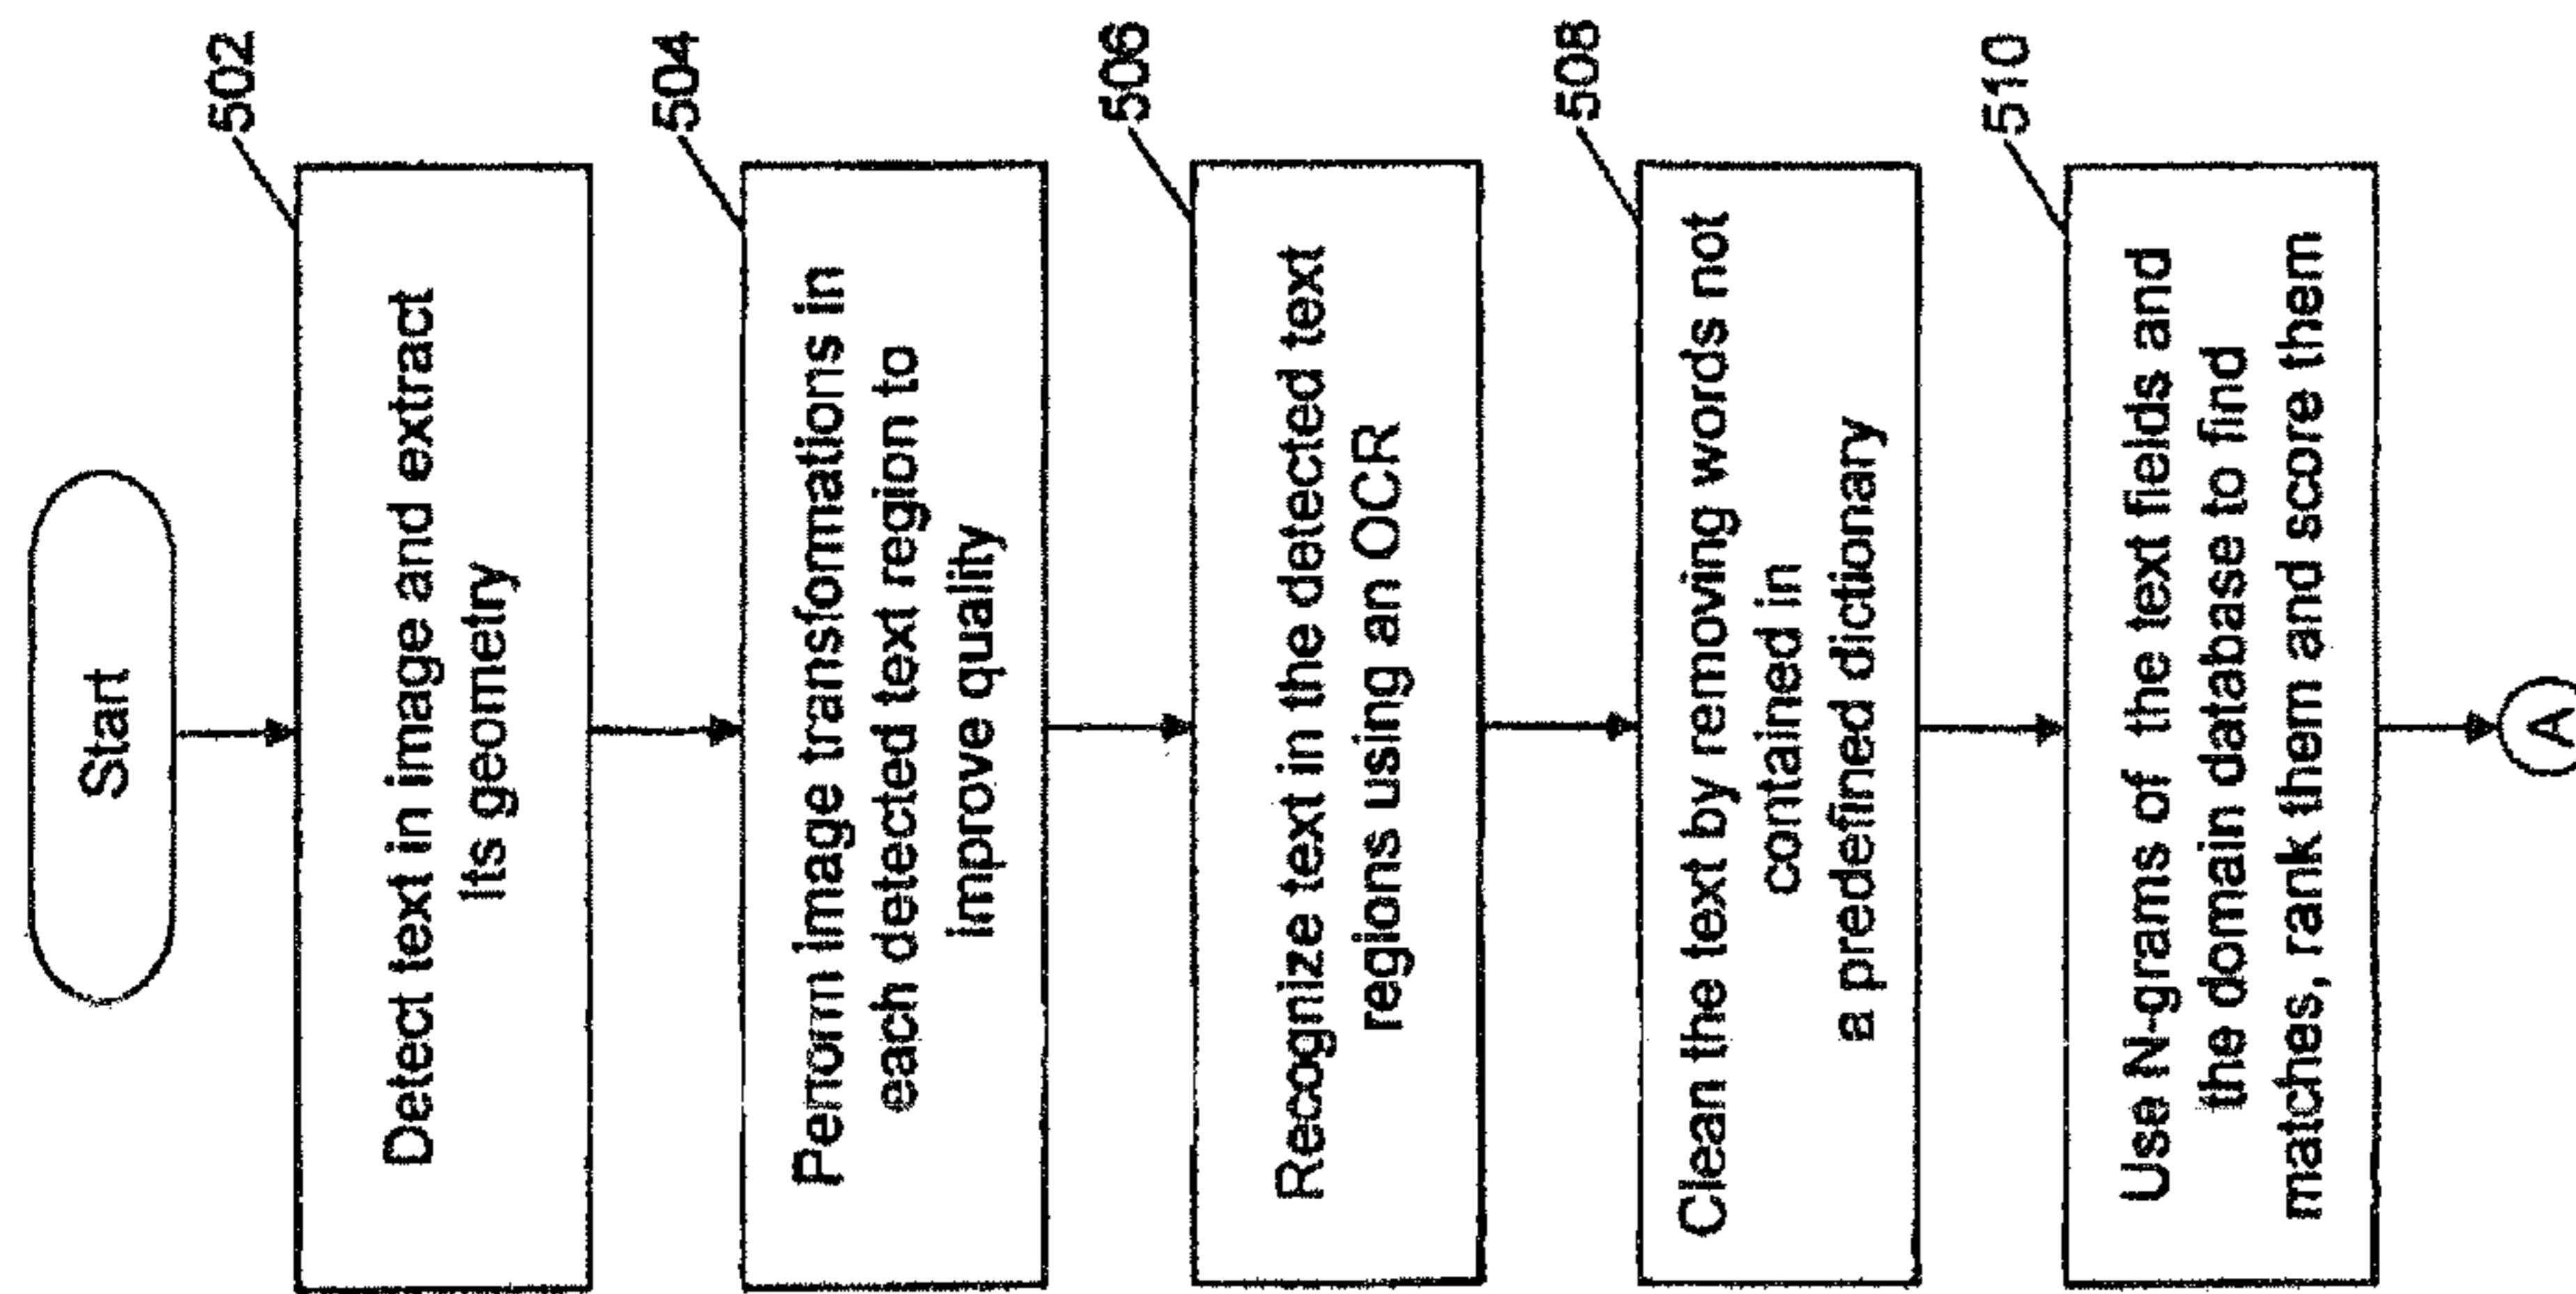 Start
502
Detect text in image and extract
its geometry
504
Perform image transformations in
each detected text region to
improve quality
506
Recognize text in the detected text
regions using an OCR
508
Clean the text by removing words not
contained in
a predefined dictionary
510
Use N-grams of the text fields and
the domain database to find
matches, rank them and score them
A